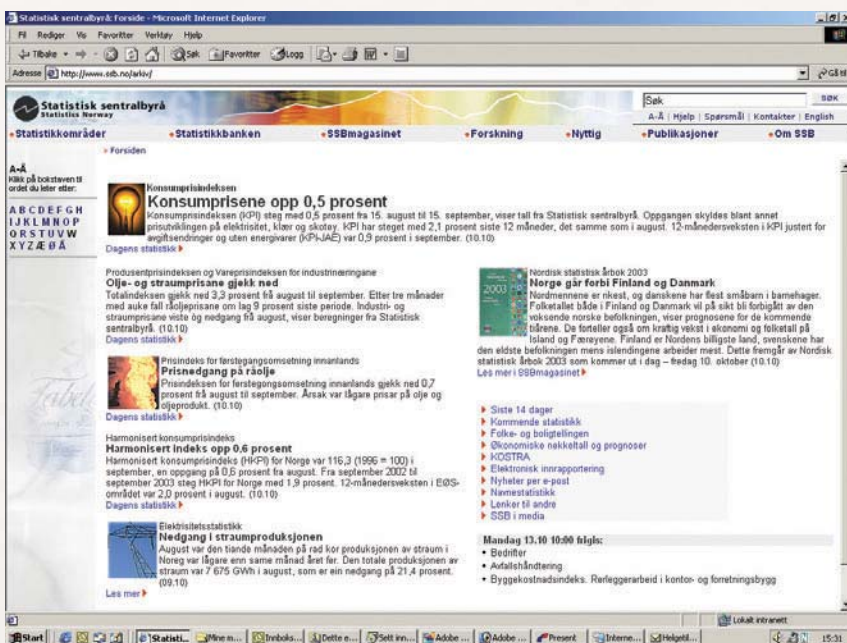 Statistisk sentralbyrå: Forside - Microsoft Internet Explorer
Fil Rediger Vis Favoritter Verktøy Hjelp
Tilbake Søk Favoritter Logg
Adresse http://www.ssb.no/arkiv/ Gå til
Statistisk sentralbyrå
Statistics Norway
Søk SØK
A-Å | Hjelp | Spørsmål | Kontakter | English
Statistikkområder Statistikkbanken SSBmagasinet Forskning Nyttig Publikasjoner Om SSB
> Forsiden
A-Å
Klikk på bokstaven til
ordet du leter etter:
A B C D E F G H
I J K L M N O P
Q R S T U V W
X Y Z Æ Ø Å
Konsumprisindeksen
Konsumprisene opp 0,5 prosent
Konsumprisindeksen (KPI) steg med 0,5 prosent fra 15. august til 15. september, viser tall fra Statistisk sentralbyrå. Oppgangen skyldes blant annet
prisutviklingen på elektrisitet, klær og skotøy. KPI har steget med 2,1 prosent siste 12 måneder, det samme som i august. 12-månedersveksten i KPI justert for
avgiftsendringer og uten energivarer (KPI-JAE) var 0,9 prosent i september. (10.10)
Dagens statistikk
Produsentprisindeksen og Vareprisindeksen for industrinæringane
Olje- og straumprisane gjekk ned
Totalindeksen gjekk ned 3,3 prosent frå august til september. Etter tre månader
med auke fall råoljeprisane om lag 9 prosent siste periode. Industri- og
straumprisane viste òg nedgang frå august, viser berekningar frå Statistisk
sentralbyrå. (10.10)
Dagens statistikk
Prisindeks for førstegongsomsetning innanlands
Prisnedgang på råolje
Prisindeksen for førstegongsomsetning innanlands gjekk ned 0,7
prosent frå august til september. Årsak var lågare prisar på olje og
oljeprodukt. (10.10)
Dagens statistikk
Harmonisert konsumprisindeks
Harmonisert indeks opp 0,6 prosent
Harmonisert konsumprisindeks (HKPI) for Norge var 116,3 (1996 = 100) i
september, en oppgang på 0,6 prosent fra august. Fra september 2002 til
september 2003 steg HKPI for Norge med 1,9 prosent. 12-månedersveksten i EØS-
området var 2,0 prosent i august. (10.10)
Dagens statistikk
Elektrisitetsstatistikk
Nedgang i straumproduksjonen
August var den tiande månaden på rad kor produksjonen av straum i
Noreg var lågare enn same månad året før. Den totale produksjonen av
straum var 7 675 GWh i august, som er ein nedgang på 21,4 prosent.
(09.10)
Les mer
2003
Nordisk statistisk årbok 2003
Norge går forbi Finland og Danmark
Nordmennene er rikest, og danskene har flest småbarn i barnehager.
Folketallet både i Finland og Danmark vil på sikt bli forbigått av den
voksende norske befolkningen, viser prognosene for de kommende
tiårene. De forteller også om kraftig vekst i økonomi og folketall på
Island og Færøyene. Finland er Nordens billigste land, svenskene har
den eldste befolkningen mens islendingene arbeider mest. Dette fremgår av Nordisk
statistisk årbok 2003 som kommer ut i dag – fredag 10. oktober (10.10)
Les mer i SSBmagasinet
Siste 14 dager
Kommende statistikk
Folke- og boligtellingen
Økonomiske nøkkeltall og prognoser
KOSTRA
Elektronisk innrapportering
Nyheter per e-post
Navnestatistikk
Lenker til andre
SSB i media
Mandag 13.10 10:00 frigis:
• Bedrifter
• Avfallshåndtering
• Byggekostnadsindeks. Rørleggerarbeid i kontor- og forretningsbygg
Lokalt intranett
Start Statisti... Mine m... Innboks... Dette e... Sett inn... Adobe ... Adobe ... Present Interne... Helgetil... 15:31